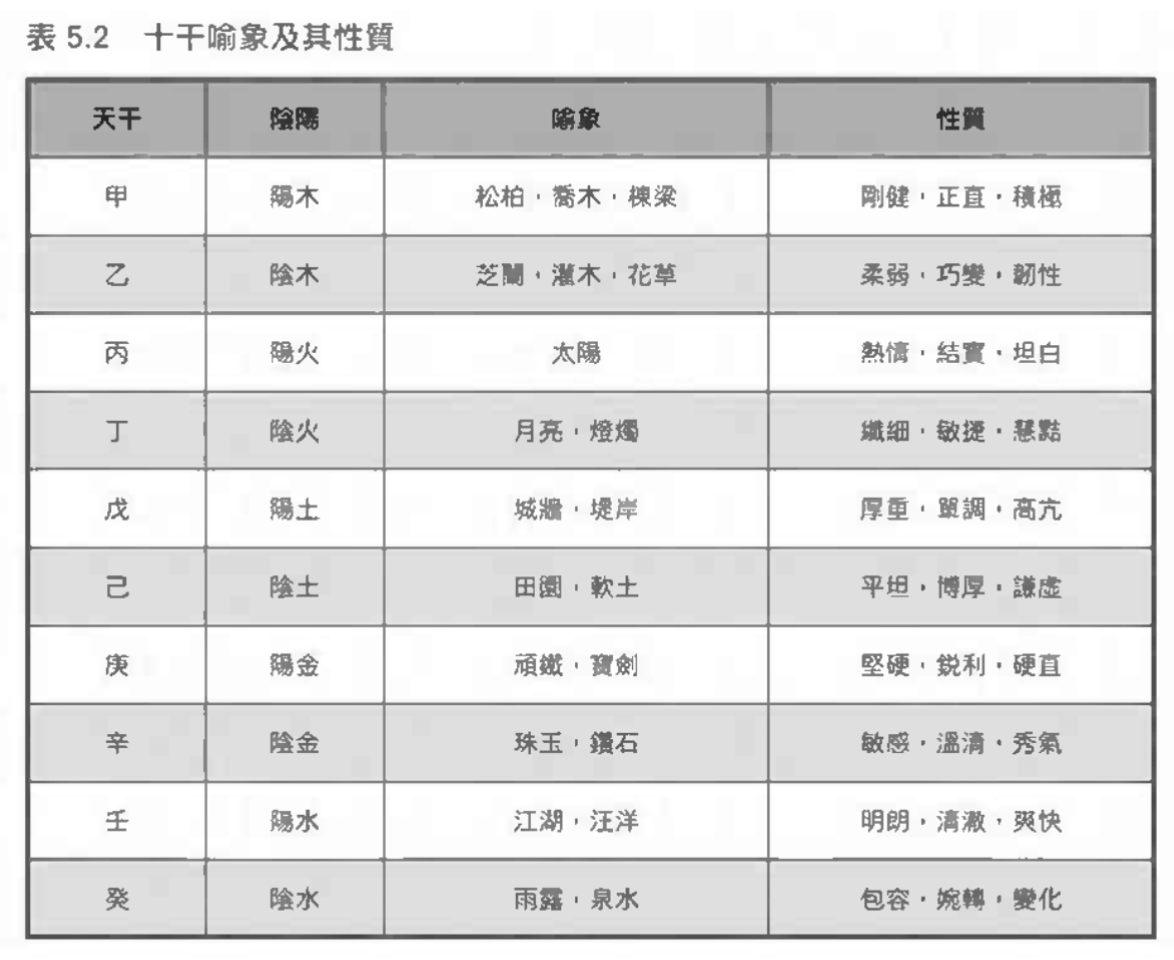 表 5.2 十干喻象及其性質
天干 陰陽 喻象 性質
甲 陽木 松柏，喬木，棟梁 剛健，正直，積極
乙 陰木 芝蘭，灌木，花草 柔弱，巧變，韌性
丙 陽火 太陽 熱情，結實，坦白
丁 陰火 月亮，燈燭 纖細，敏捷，慧黠
戊 陽土 城牆，堤岸 厚重，單調，高亢
己 陰土 田園，軟土 平坦，博厚，謙虛
庚 陽金 頑鐵，寶劍 堅硬，銳利，硬直
辛 陰金 珠玉，鑽石 敏感，溫清，秀氣
壬 陽水 江湖，汪洋 明朗，清澈，爽快
癸 陰水 雨露，泉水 包容，婉轉，變化